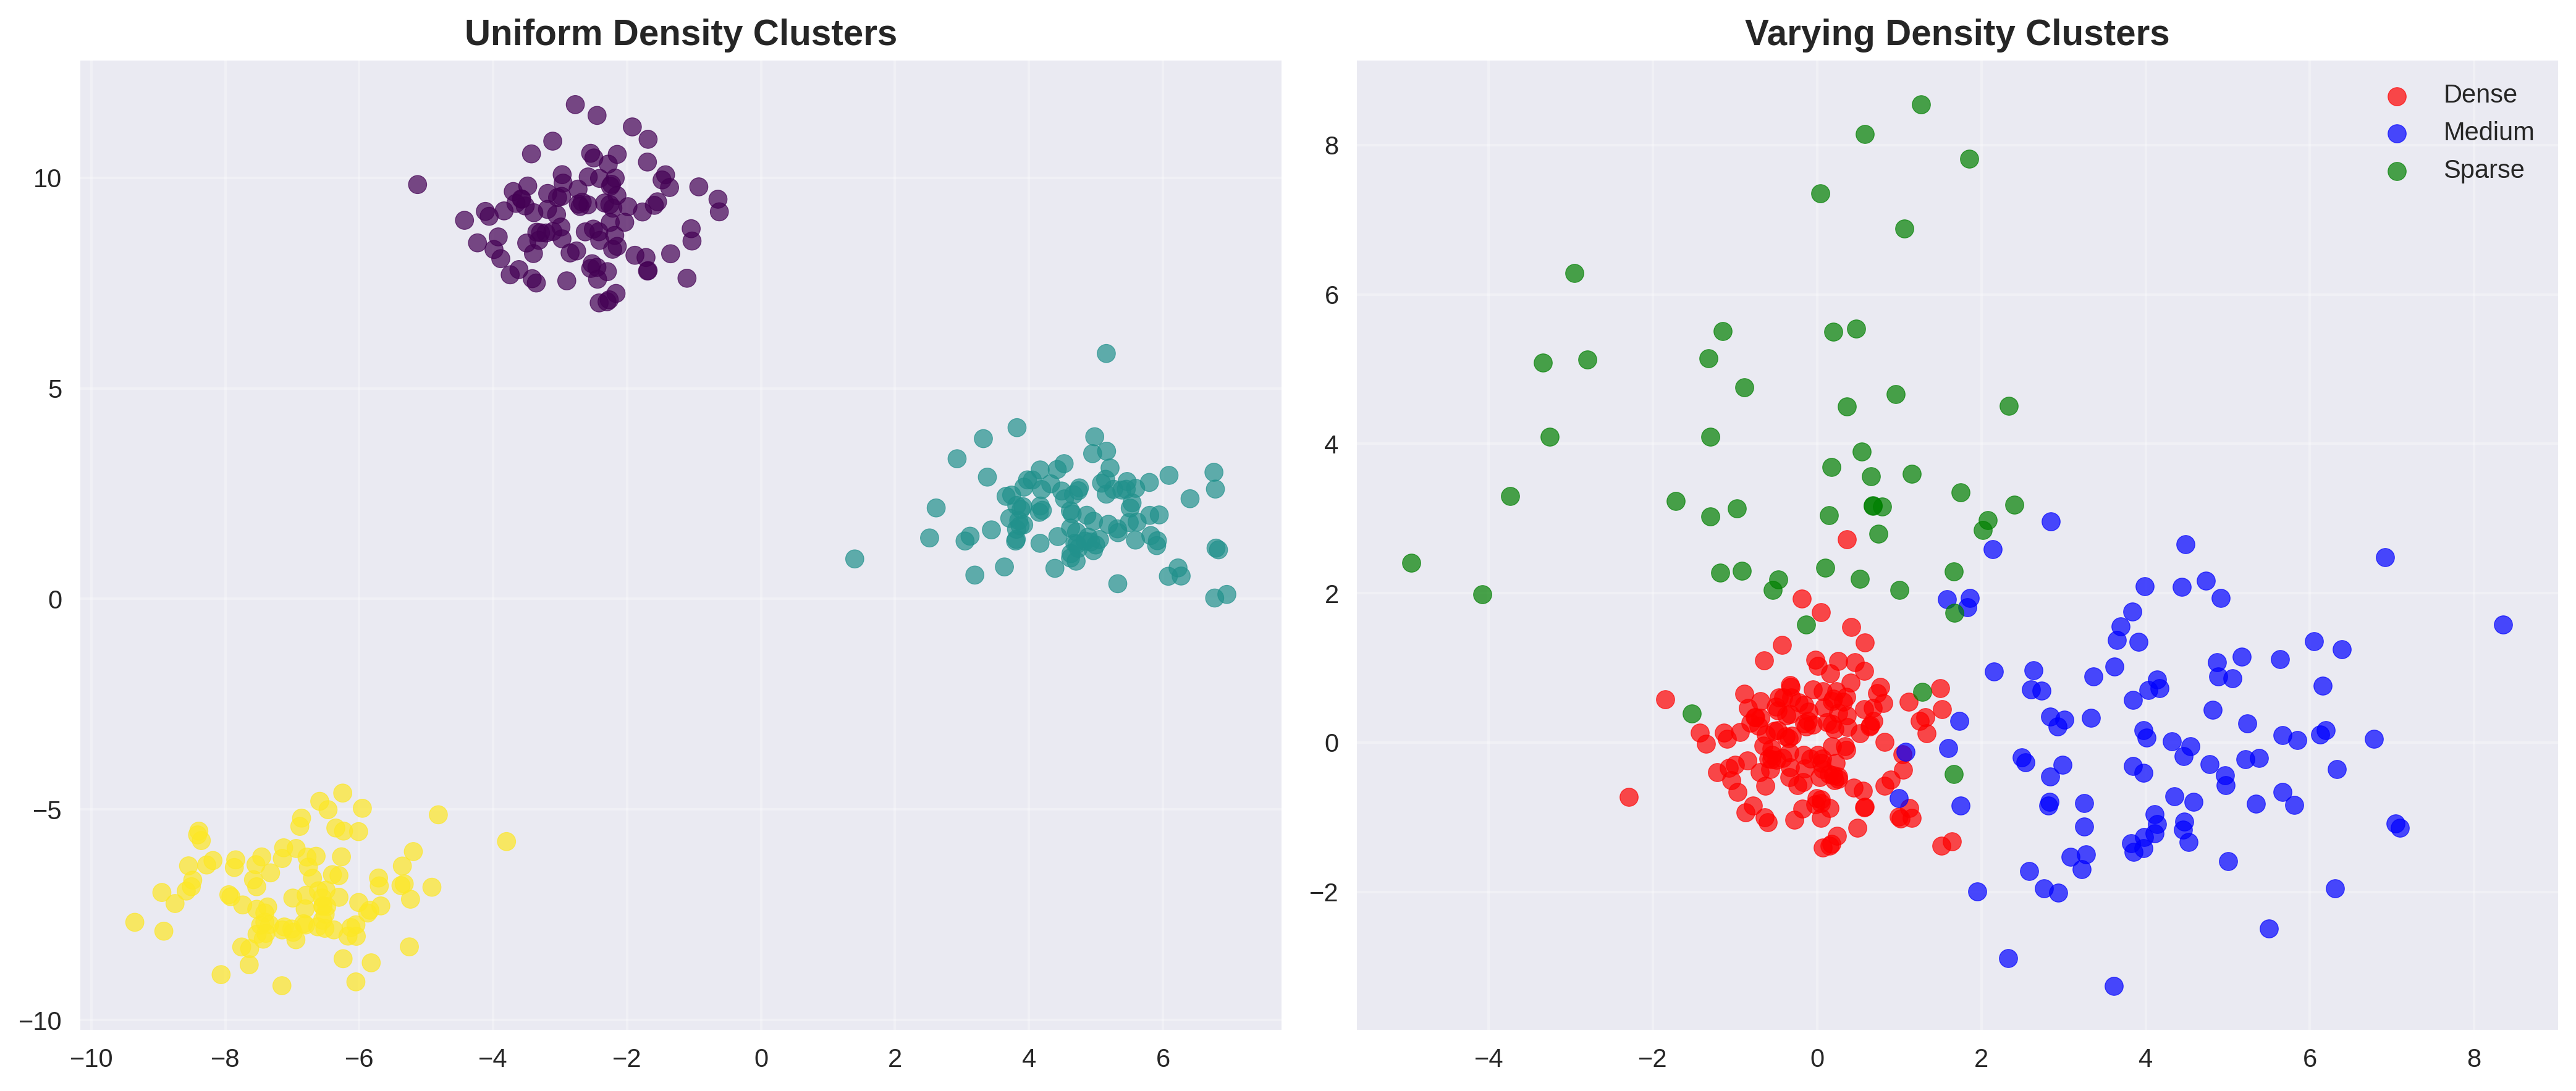 Uniform Density Clusters
10
5
0
−5
−10
−10 −8 −6 −4 −2 0 2 4 6
Varying Density Clusters
Dense
Medium
Sparse
8
6
4
2
0
−2
−4 −2 0 2 4 6 8